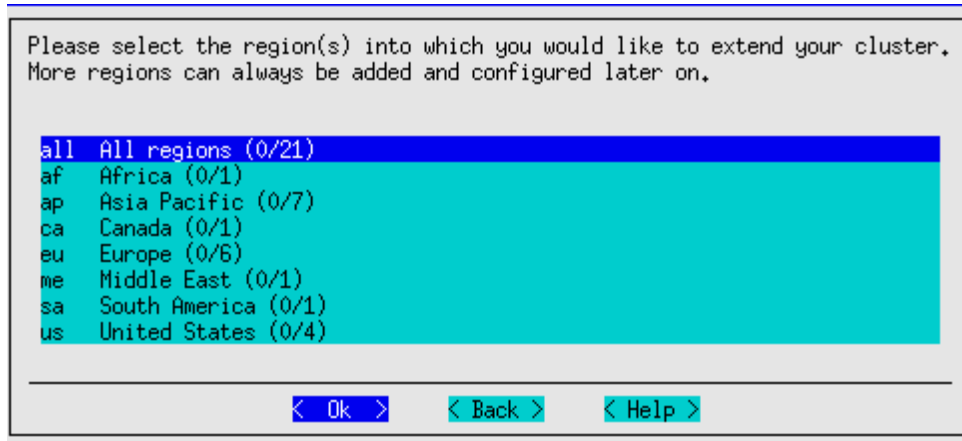 Please select the region(s) into which you would like to extend your cluster.
More regions can always be added and configured later on.
all All regions (0/21)
af Africa (0/1)
ap Asia Pacific (0/7)
ca Canada (0/1)
eu Europe (0/6)
me Middle East (0/1)
sa South America (0/1)
us United States (0/4)
< Ok > < Back > < Help >